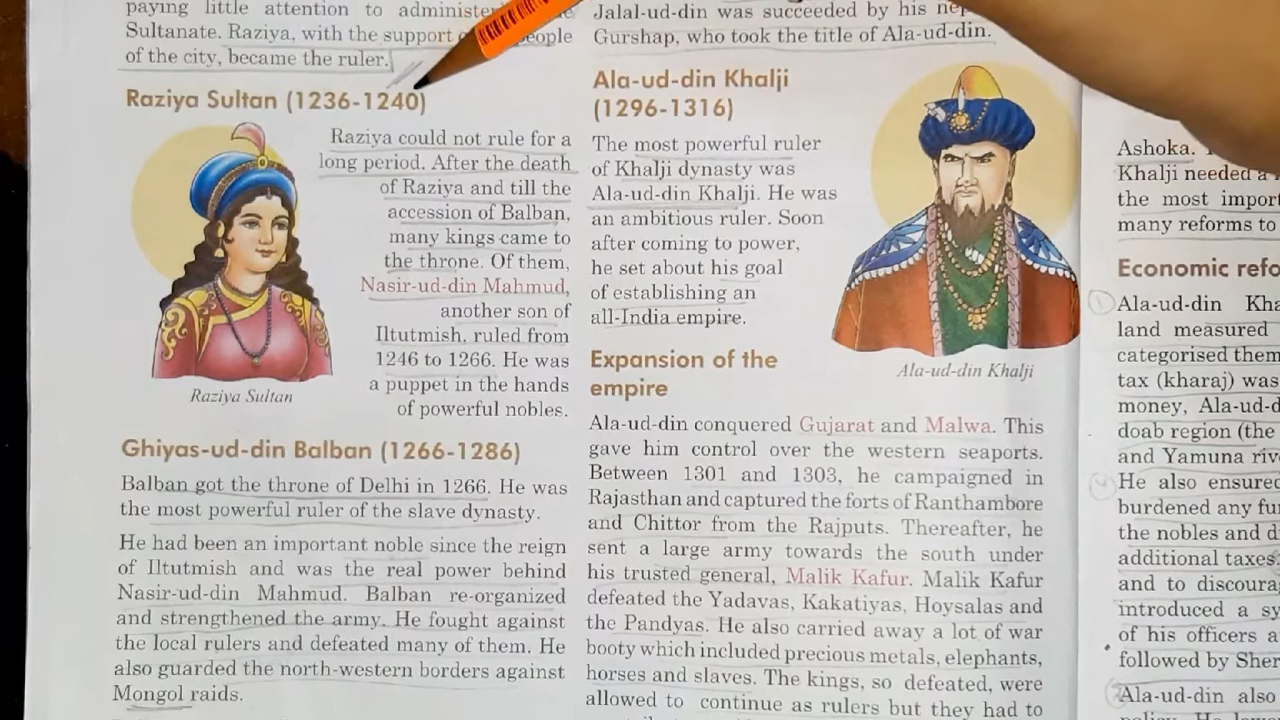 paying little attention to
Sultanate. Raziya, with the support
of the city, became the ruler.
Raziya Sultan (1236-1240)
Raziya could not rule for a
long period. After the death
of Raziya and till the
accession of Balban,
many kings came to
the throne. Of them,
Nasir-ud-din Mahmud,
another son of
Iltutmish, ruled from
1246 to 1266. He was
a puppet in the hands
of powerful nobles.
Raziya Sultan
Ghiyas-ud-din Balban (1266-1286)
Balban got the throne of Delhi in 1266. He was
the most powerful ruler of the slave dynasty.
He had been an important noble since the reign
of Iltutmish and was the real power behind
Nasir-ud-din Mahmud. Balban re-organized
and strengthened the army. He fought against
the local rulers and defeated many of them. He
also guarded the north-western borders against
Mongol raids.
Jalal-ud-din was succeeded by his
Gurshap, who took the title of Ala-ud-din.
Ala-ud-din Khalji
(1296-1316)
The most powerful ruler
of Khalji dynasty was
Ala-ud-din Khalji. He was
an ambitious ruler. Soon
after coming to power,
he set about his goal
of establishing an
all-India empire.
Ala-ud-din Khalji
Expansion of the
empire
Ala-ud-din conquered Gujarat and Malwa. This
gave him control over the western seaports.
Between 1301 and 1303, he campaigned in
Rajasthan and captured the forts of Ranthambore
and Chittor from the Rajputs. Thereafter, he
sent a large army towards the south under
his trusted general, Malik Kafur. Malik Kafur
defeated the Yadavas, Kakatiyas, Hoysalas and
the Pandyas. He also carried away a lot of war
booty which included precious metals, elephants,
horses and slaves. The kings, so defeated, were
allowed to continue as rulers but they had to
Ashoka.
Khalji needed a
the most
many reforms to
Economic
①
Ala-ud-din
land measured
categorised them
tax (kharaj) was
money,
doab region (the
and Yamuna
He also ensured
burdened any
the nobles and
additional taxes.
and to
introduced a
of his officers
followed by
②
Ala-ud-din also